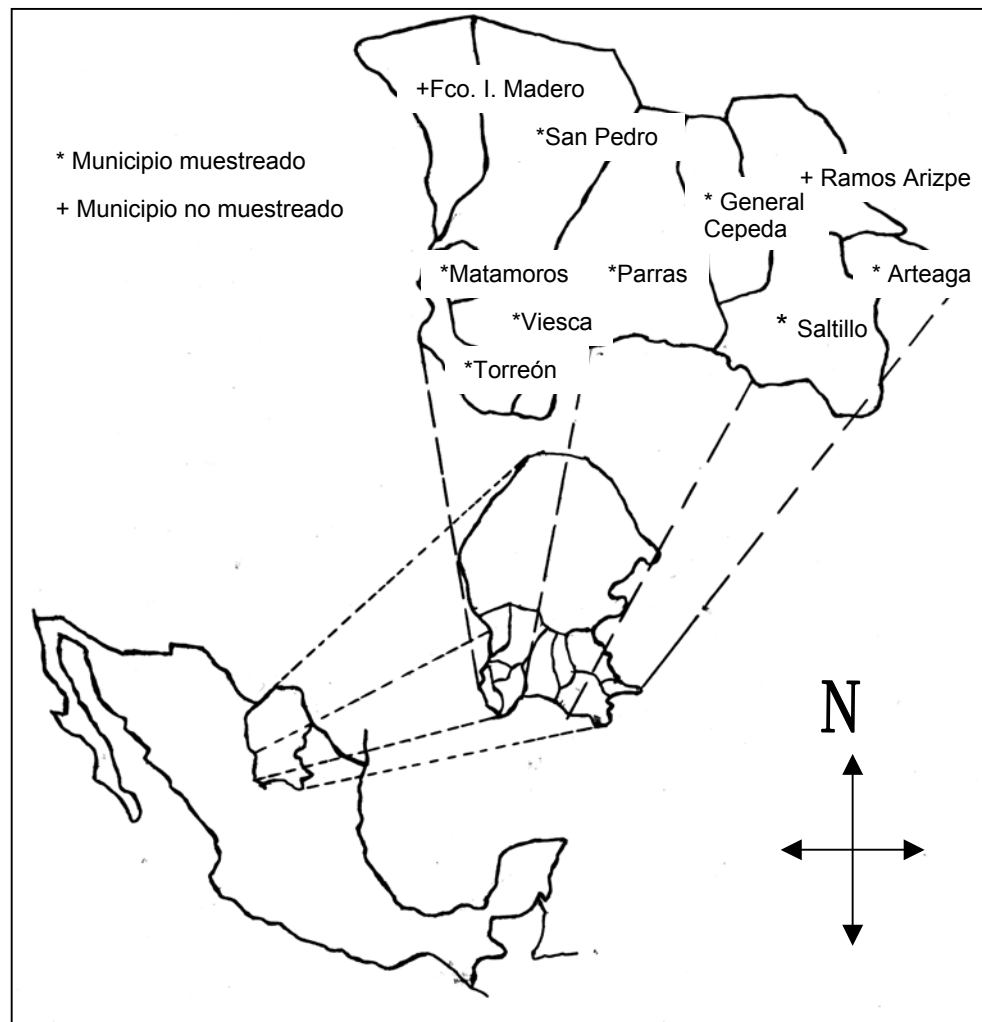 +Fco. I. Madero
*San Pedro
* Municipio muestreado
+ Municipio no muestreado
+ Ramos Arizpe
* General
Cepeda
*Matamoros
*Parras
* Arteaga
*Viesca
* Saltillo
*Torreón
N